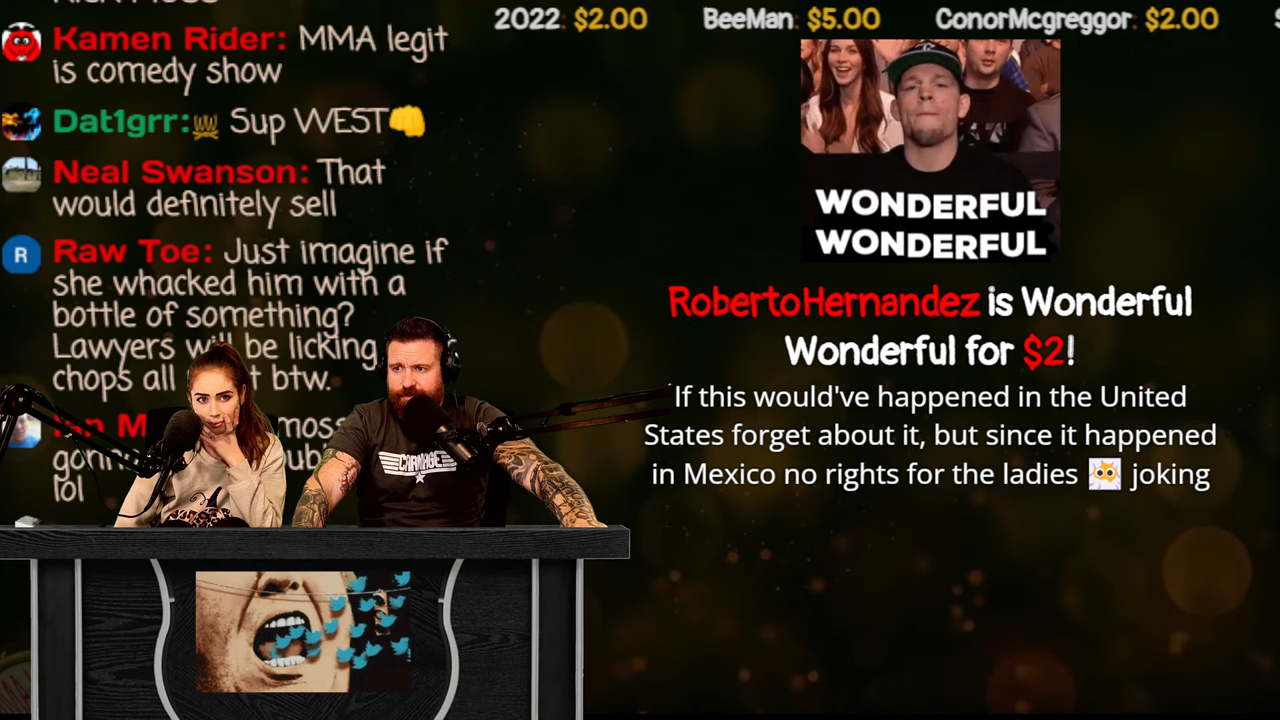 2022: $2.00 BeeMan: $5.00 ConorMcgreggor: $2.00
Kamen Rider: MMA legit
is comedy show
Dat1grr: Sup WEST👊
Neal Swanson: That
would definitely sell
R
Raw Toe: Just imagine if
she whacked him with a
bottle of something?
Lawyers will be licking
chops all btw.
Ian M
lol
CARNAGE
WONDERFUL
WONDERFUL
RobertoHernandez is Wonderful
Wonderful for $2!
If this would've happened in the United
States forget about it, but since it happened
in Mexico no rights for the ladies joking